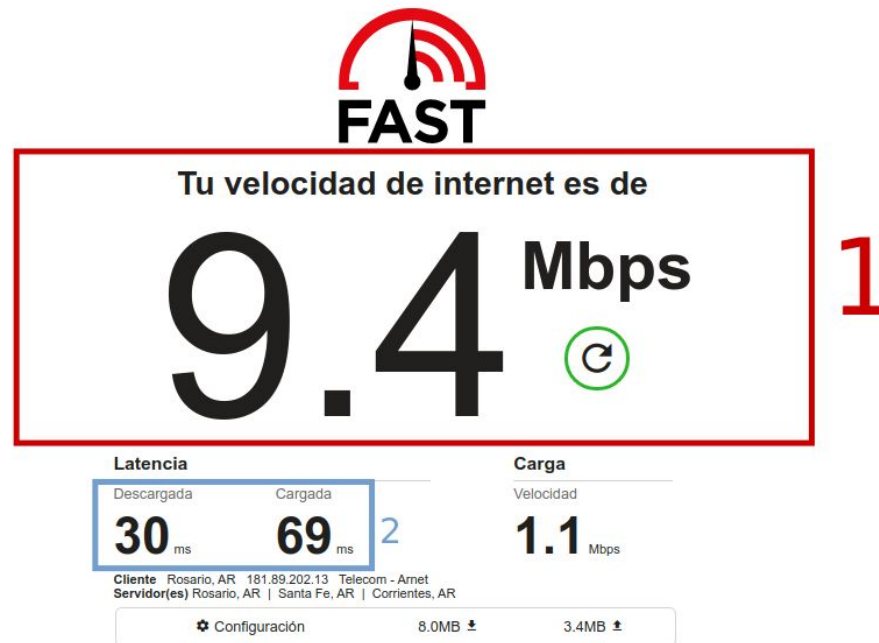 FAST
Tu velocidad de internet es de
9.4 Mbps
1
Latencia Carga
Descargada Cargada Velocidad
30 ms 69 ms 2 1.1 Mbps
Cliente Rosario, AR 181.89.202.13 Telecom - Arnet
Servidor(es) Rosario, AR | Santa Fe, AR | Corrientes, AR
Configuración 8.0MB 3.4MB